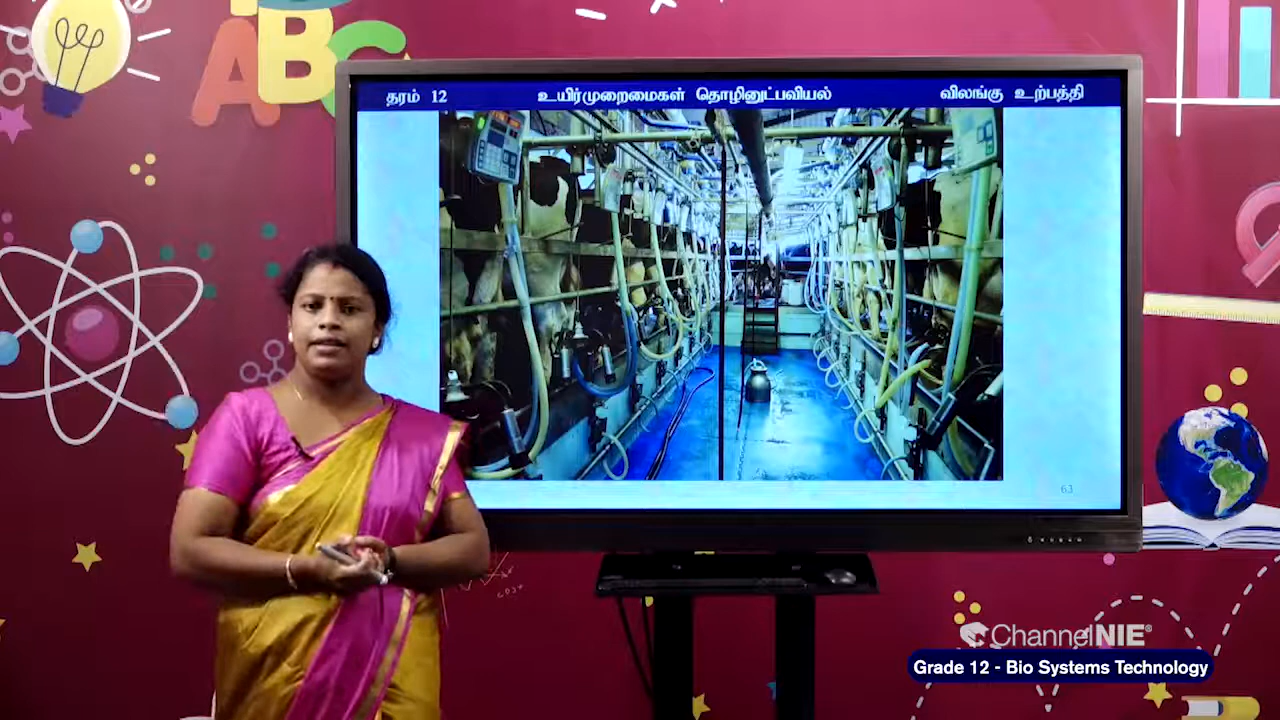 ABC
தரம் 12 உயிர்முறைமைகள் தொழினுட்பவியல் விலங்கு உற்பத்தி
63
ChannelNIE®
Grade 12 - Bio Systems Technology